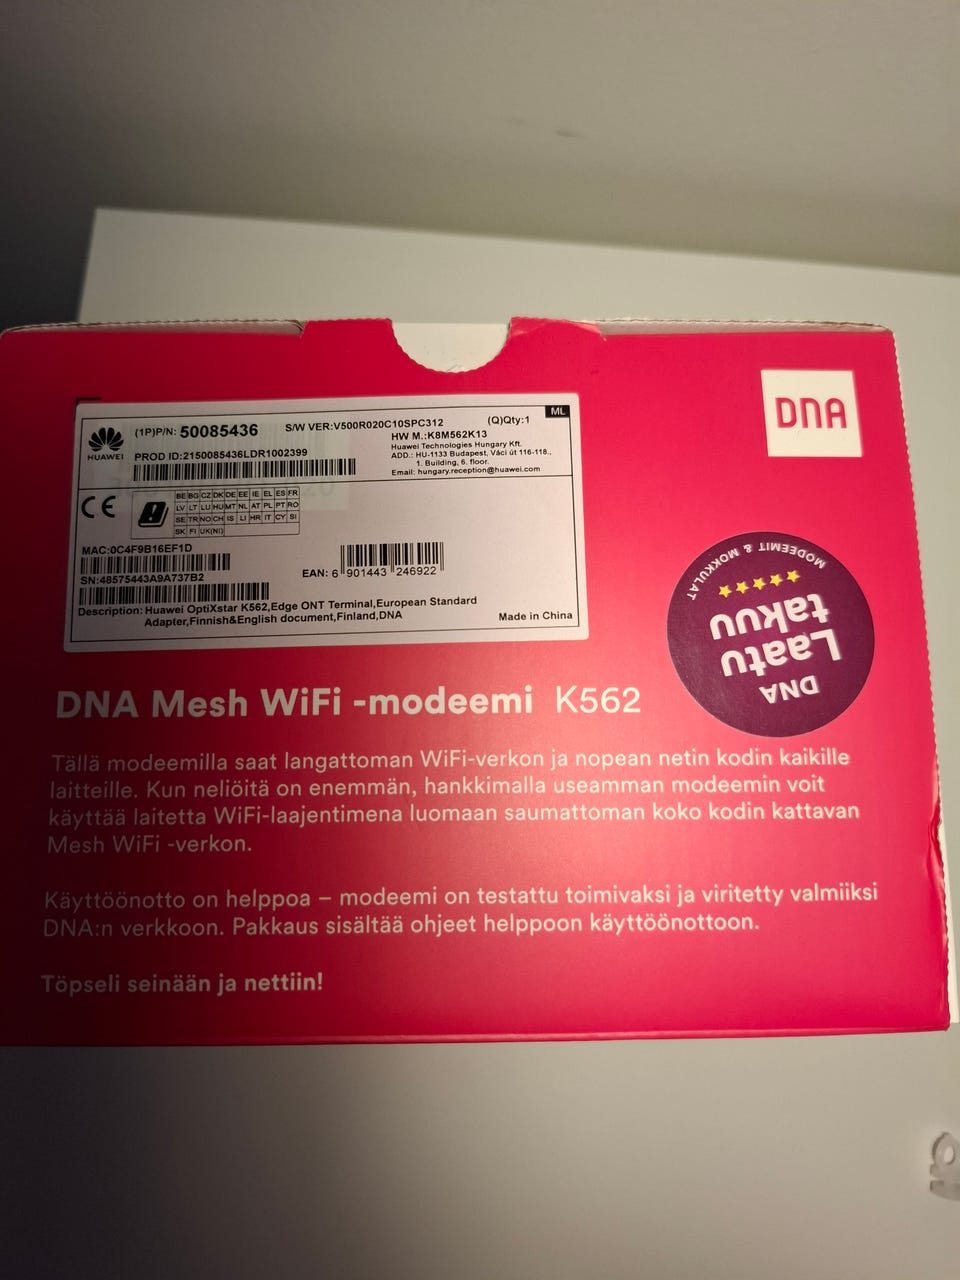 DNA
ML
HUAWEI
(1P)P/N: 50085436
S/W VER:V500R020C10SPC312
(Q)Qty:1
HW M.:K8M562K13
Huawei Technologies Hungary Kft.
ADD.: HU-1133 Budapest, Váci út 116-118.,
1. Building, 6. floor.
Email: hungary.reception@huawei.com
PROD ID:2150085436LDR1002399
CE
BE BG CZ DK DE EE IE EL ES FR
LV LT LU HU MT NL AT PL PT RO
SE TR NO CH IS LI HR IT CY SI
SK FI UK(NI)
MAC:0C4F9B16EF1D
SN:48575443A9A737B2
EAN: 6 901443 246922
Description: Huawei OptiXstar K562,Edge ONT Terminal,European Standard
Adapter,Finnish&English document,Finland,DNA
Made in China
DNA
Laatu
takuu
MODEEMIT & MOKKULAT
DNA Mesh WiFi -modeemi K562
Tällä modeemilla saat langattoman WiFi-verkon ja nopean netin kodin kaikille
laitteille. Kun neliöitä on enemmän, hankkimalla useamman modeemin voit
käyttää laitetta WiFi-laajentimena luomaan saumattoman koko kodin kattavan
Mesh WiFi -verkon.
Käyttöönotto on helppoa – modeemi on testattu toimivaksi ja viritetty valmiiksi
DNA:n verkkoon. Pakkaus sisältää ohjeet helppoon käyttöönottoon.
Töpseli seinään ja nettiin!